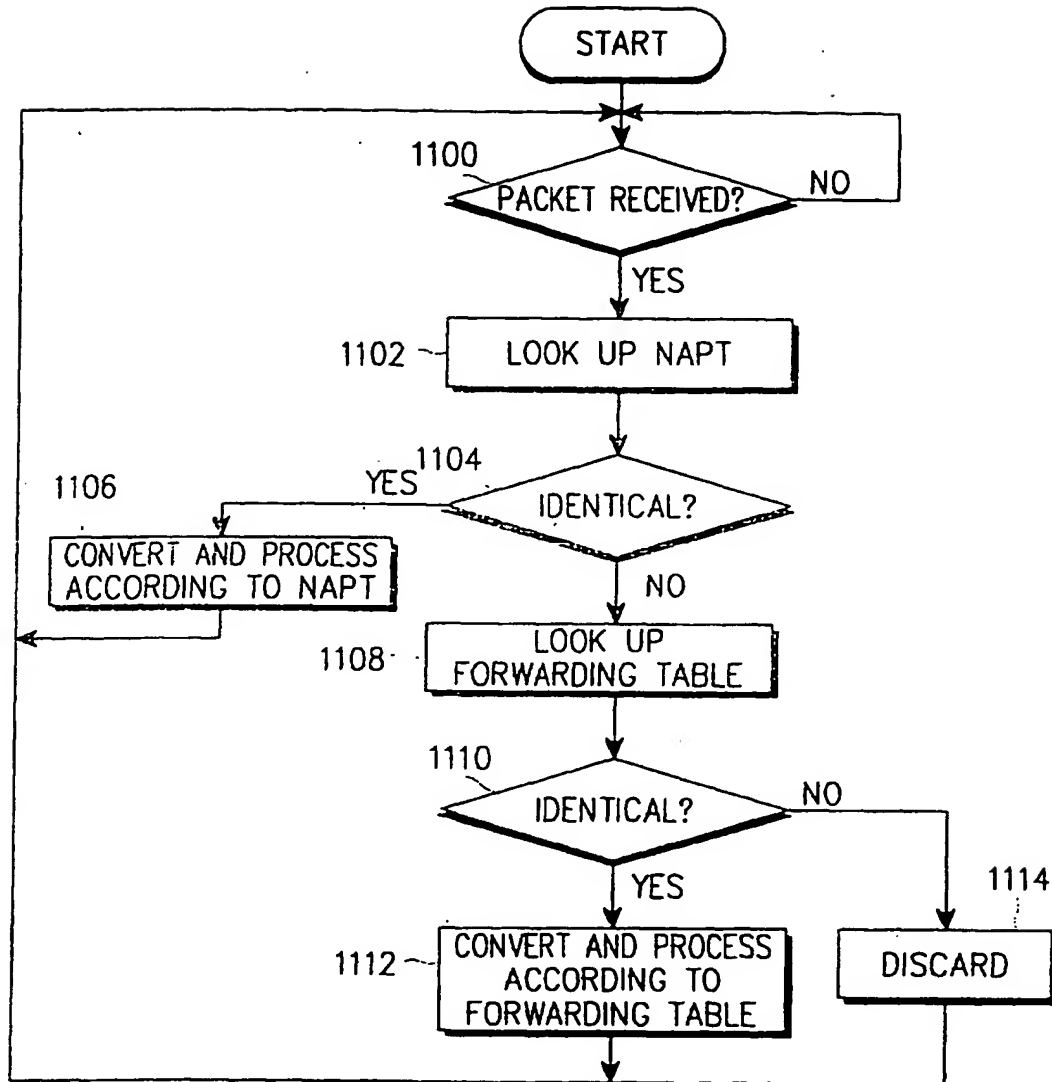 START
1100
PACKET RECEIVED?
NO
YES
1102
LOOK UP NAPT
1104
YES
IDENTICAL?
1106
CONVERT AND PROCESS
ACCORDING TO NAPT
NO
1108
LOOK UP
FORWARDING TABLE
1110
IDENTICAL?
NO
YES
1114
1112
CONVERT AND PROCESS
ACCORDING TO
FORWARDING TABLE
DISCARD